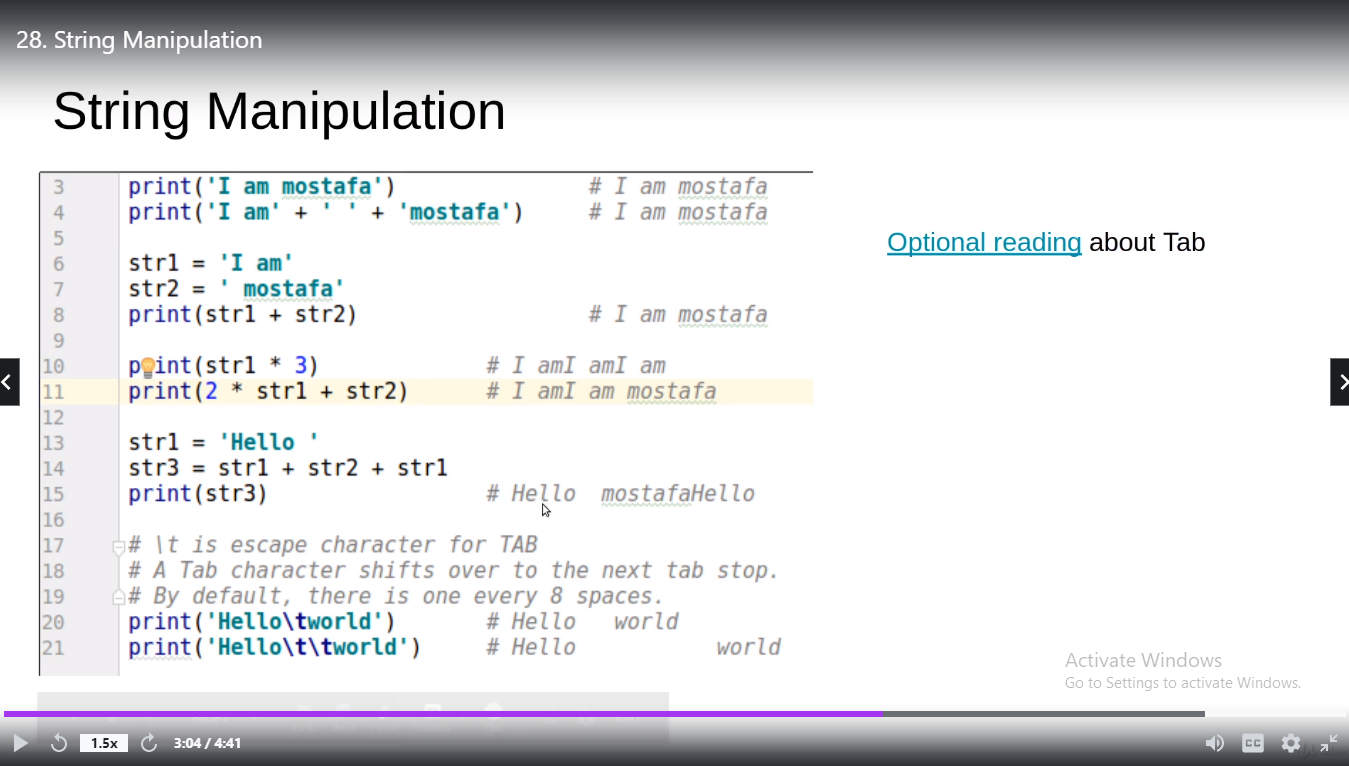 28. String Manipulation
String Manipulation
3 print('I am mostafa') # I am mostafa
4 print('I am' + ' ' + 'mostafa') # I am mostafa
5
6 str1 = 'I am'
7 str2 = ' mostafa'
8 print(str1 + str2) # I am mostafa
9
10 print(str1 * 3) # I amI amI am
11 print(2 * str1 + str2) # I amI am mostafa
12
13 str1 = 'Hello '
14 str3 = str1 + str2 + str1
15 print(str3) # Hello  mostafaHello
16
17 # \t is escape character for TAB
18 # A Tab character shifts over to the next tab stop.
19 # By default, there is one every 8 spaces.
20 print('Hello\tworld') # Hello   world
21 print('Hello\t\tworld') # Hello           world
Optional reading about Tab
Activate Windows
Go to Settings to activate Windows.
1.5x 3:04 / 4:41 CC